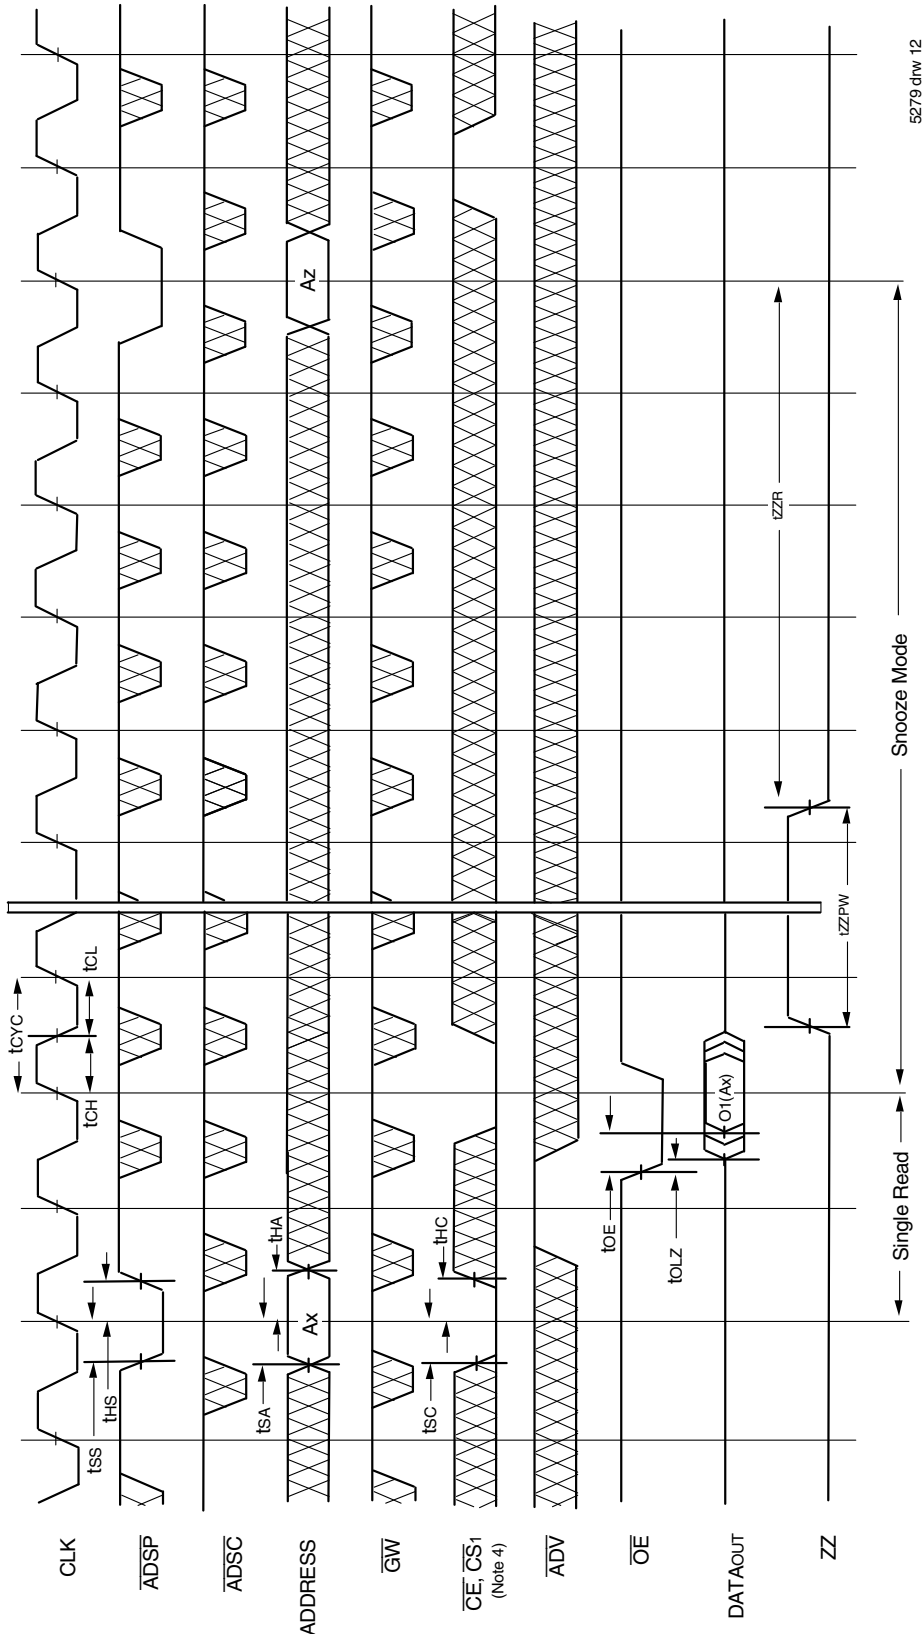 CLK
tCYC
tCH
tCL
tSS
tHS
ADSP
ADSC
ADDRESS
tSA
tHA
Ax
Az
GW
CE, CS1
(Note 4)
tSC
tHC
ADV
OE
tOE
tOLZ
DATAOUT
O1(Ax)
ZZ
tZZPW
tZZR
Single Read
Snooze Mode
5279 drw 12